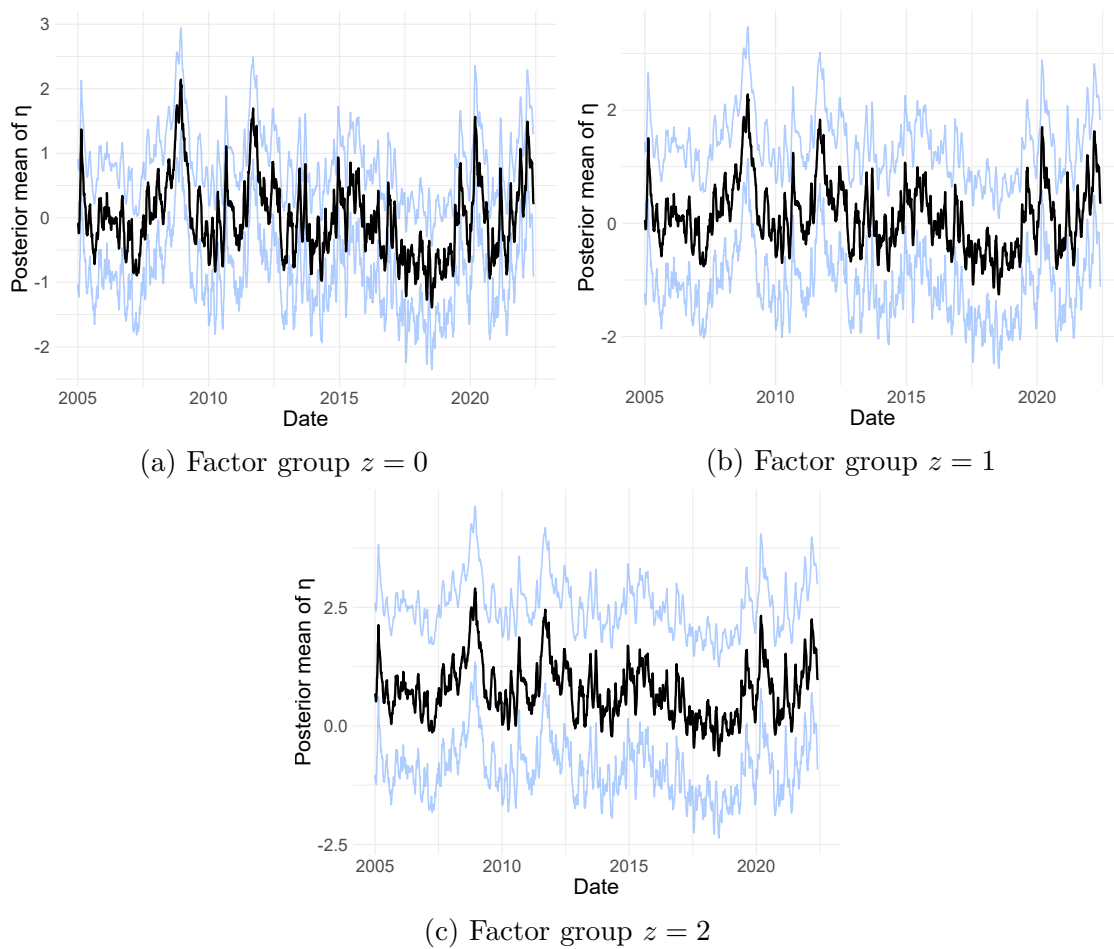 3
2
1
0
-1
-2
Posterior mean of η
2005 2010 2015 2020
Date
(a) Factor group z = 0
2
0
-2
Posterior mean of η
2005 2010 2015 2020
Date
(b) Factor group z = 1
2.5
0.0
-2.5
Posterior mean of η
2005 2010 2015 2020
Date
(c) Factor group z = 2